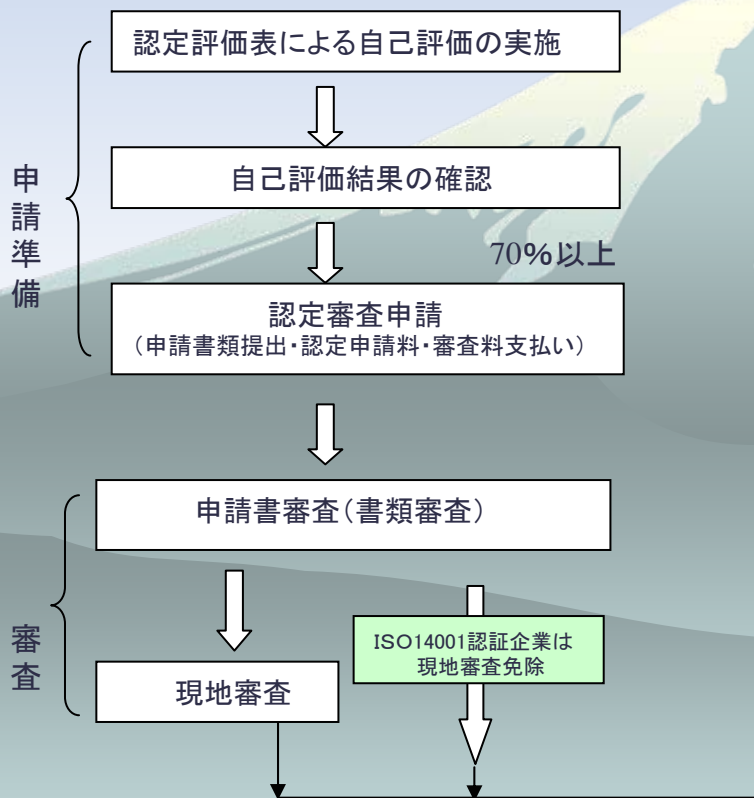 認定評価表による自己評価の実施
申請準備
自己評価結果の確認
70%以上
認定審査申請
（申請書類提出・認定申請料・審査料支払い）
申請書審査（書類審査）
審査
ISO14001認証企業は
現地審査免除
現地審査